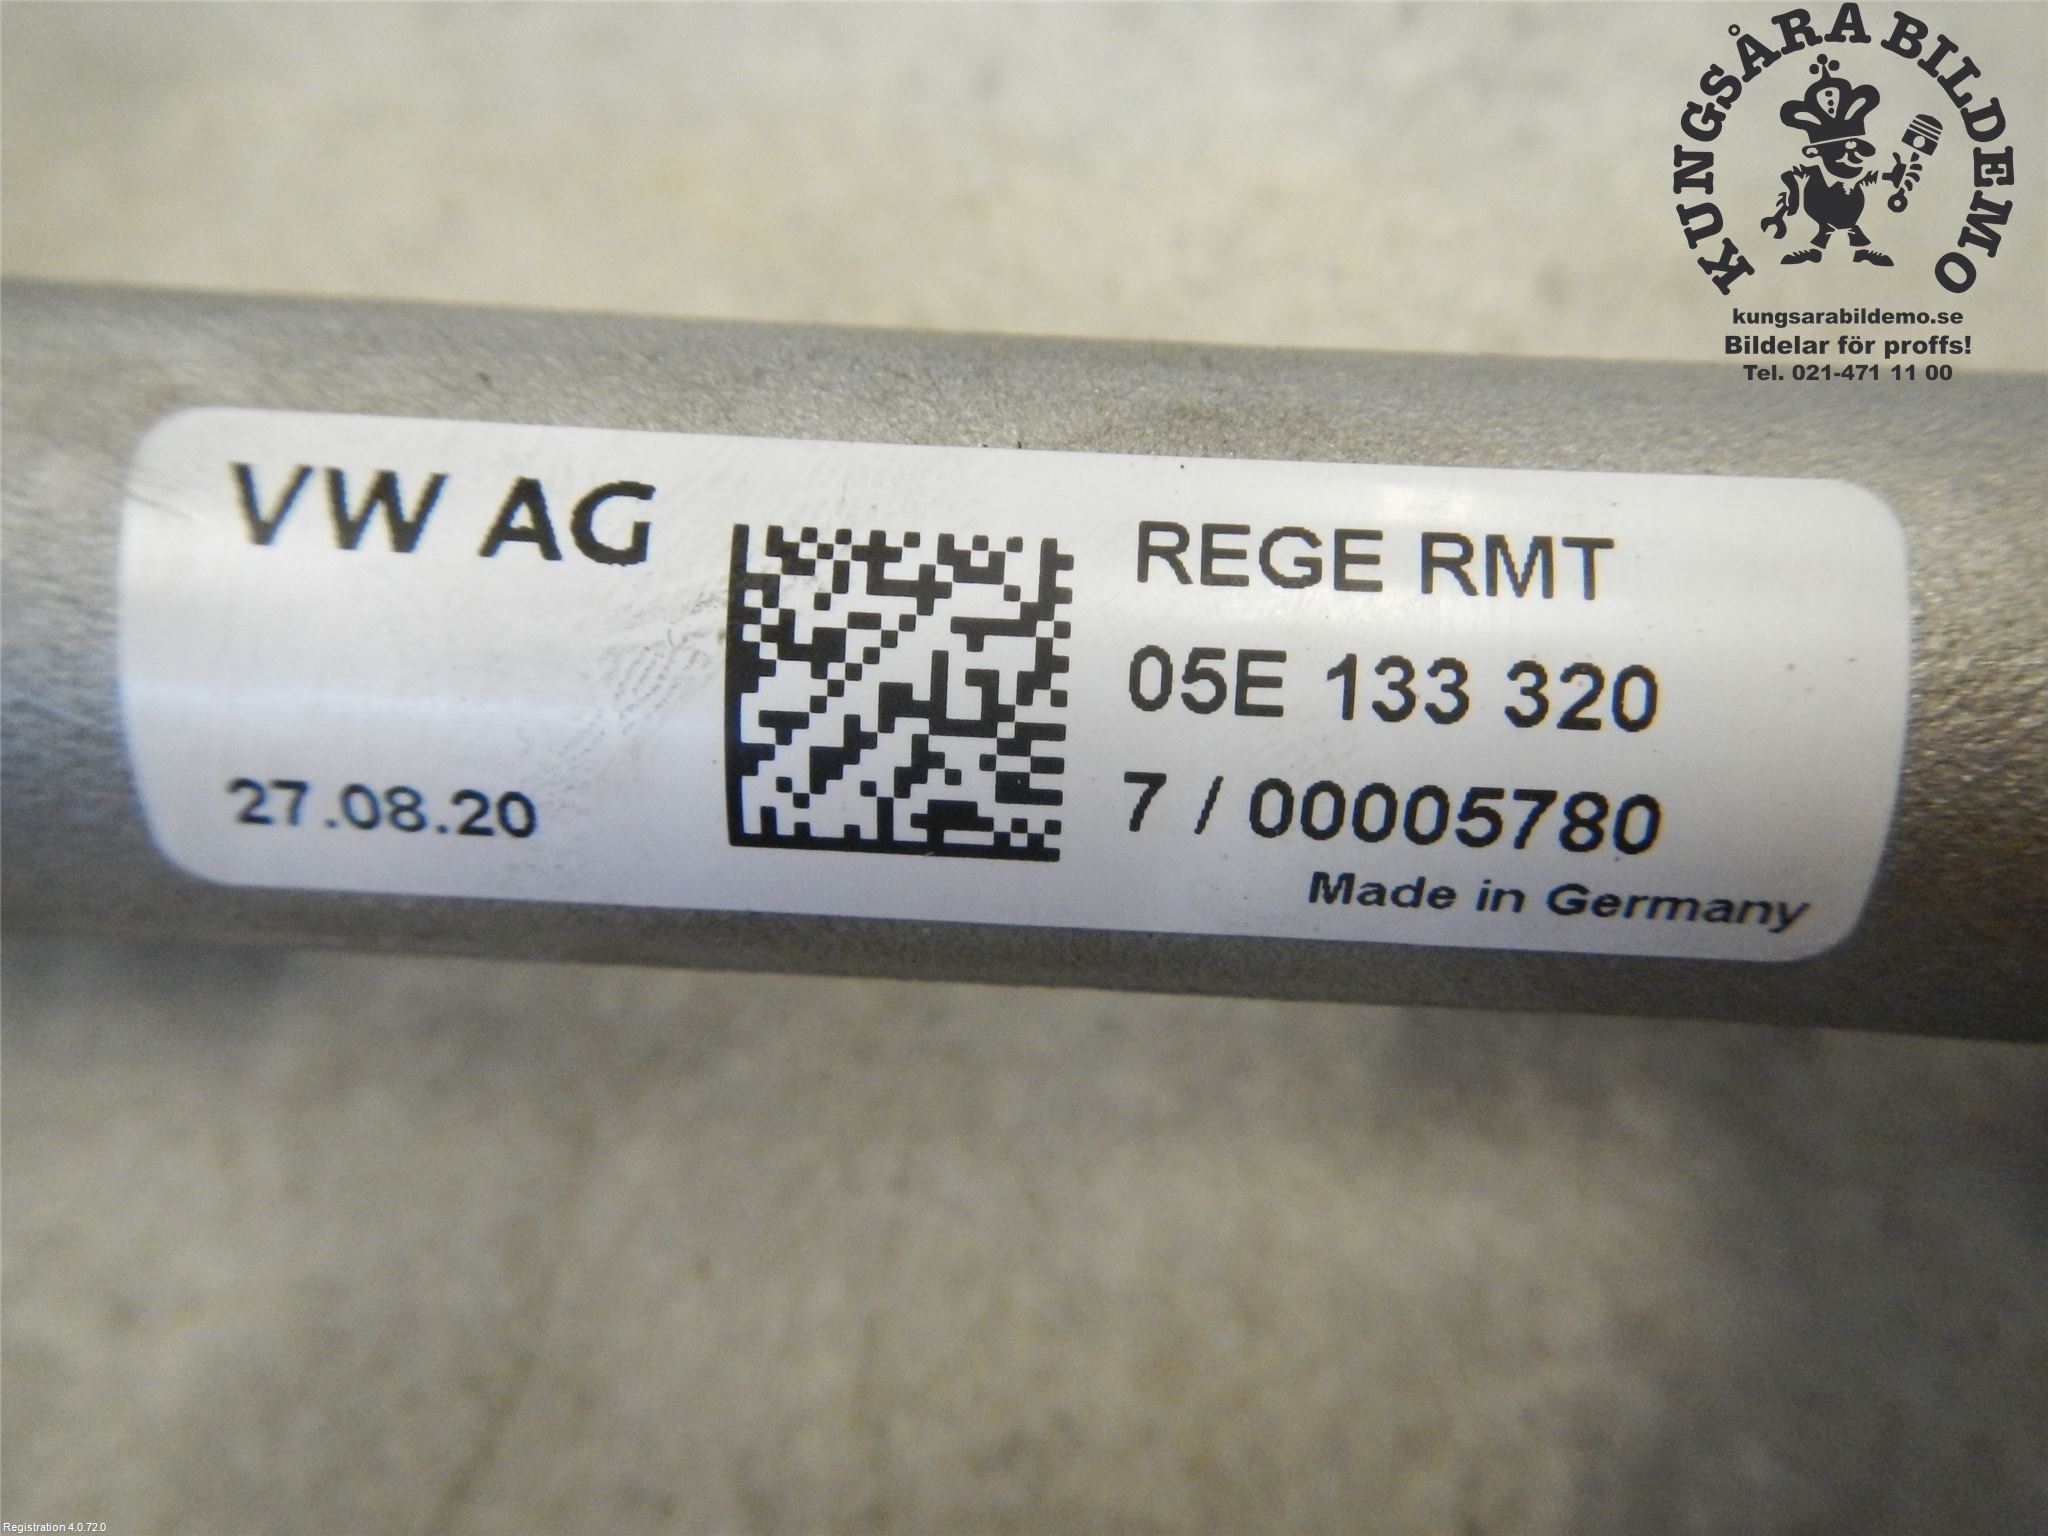 KUNGSÅRA BILDEMO
kungsarabildemo.se
Bildelar för proffs!
Tel. 021-471 11 00
VW AG
27.08.20
REGE RMT
05E 133 320
7 / 00005780
Made in Germany
Registration 4.0.72.0